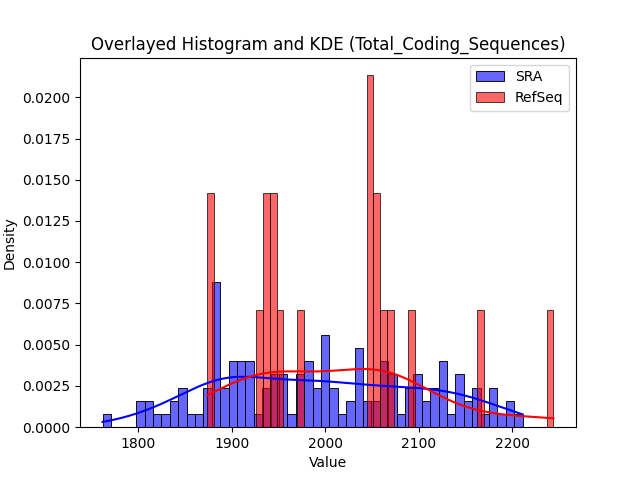 Overlayed Histogram and KDE (Total_Coding_Sequences)
SRA
RefSeq
0.0200
0.0175
0.0150
0.0125
0.0100
0.0075
0.0050
0.0025
0.0000
Density
1800 1900 2000 2100 2200
Value